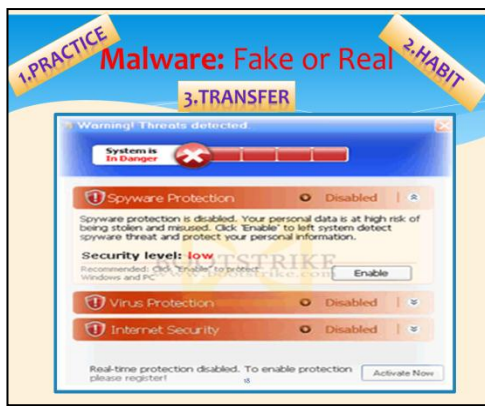 1.PRACTICE
Malware: Fake or Real
2.HABIT
3.TRANSFER
Warning! Threats detected.
System is
In Danger
Spyware Protection Disabled
Spyware protection is disabled. Your personal data is at high risk of
being stolen and misused. Click 'Enable' to left system detect
spyware threat and protect your personal information.
Security level: low
BOOTSTRIKE
Recommended: click "Enable" to protect
Windows and PC
www.bootstrike.com
Enable
Virus Protection Disabled
Internet Security Disabled
Real-time protection disabled. To enable protection
please register!
Activate Now